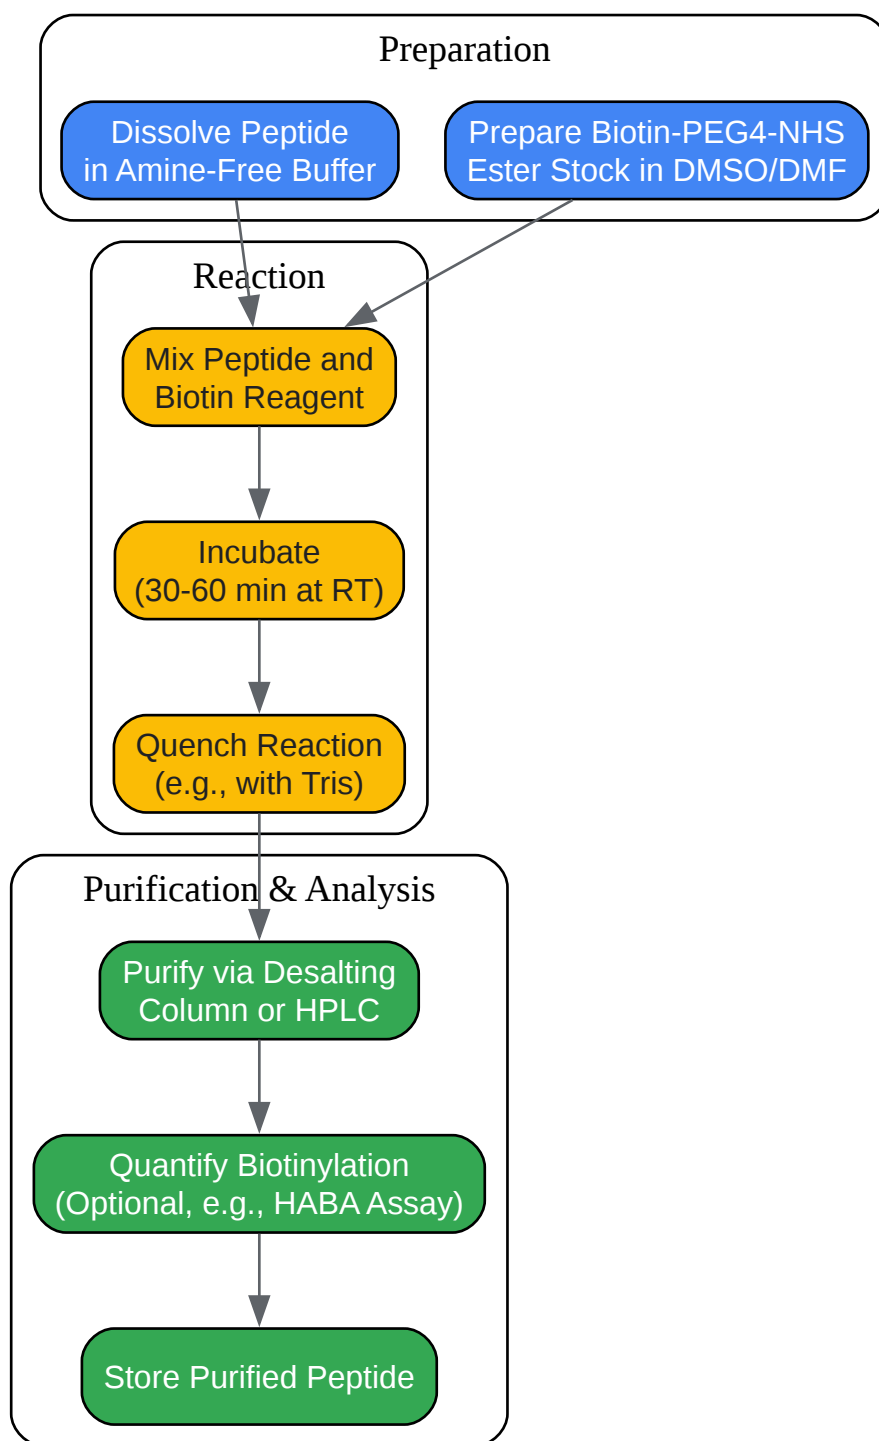 Preparation
Dissolve Peptide
in Amine-Free Buffer
Prepare Biotin-PEG4-NHS
Ester Stock in DMSO/DMF
Reaction
Mix Peptide and
Biotin Reagent
Incubate
(30-60 min at RT)
Quench Reaction
(e.g., with Tris)
Purification & Analysis
Purify via Desalting
Column or HPLC
Quantify Biotinylation
(Optional, e.g., HABA Assay)
Store Purified Peptide